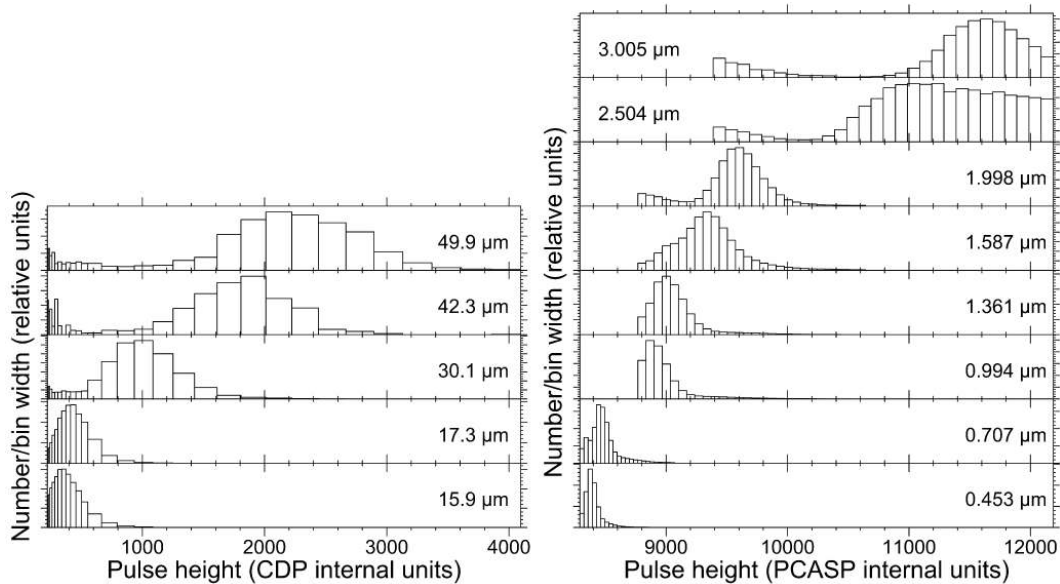 Number/bin width (relative units)
49.9 µm
42.3 µm
30.1 µm
17.3 µm
15.9 µm
1000 2000 3000 4000
Pulse height (CDP internal units)
Number/bin width (relative units)
3.005 µm
2.504 µm
1.998 µm
1.587 µm
1.361 µm
0.994 µm
0.707 µm
0.453 µm
9000 10000 11000 12000
Pulse height (PCASP internal units)